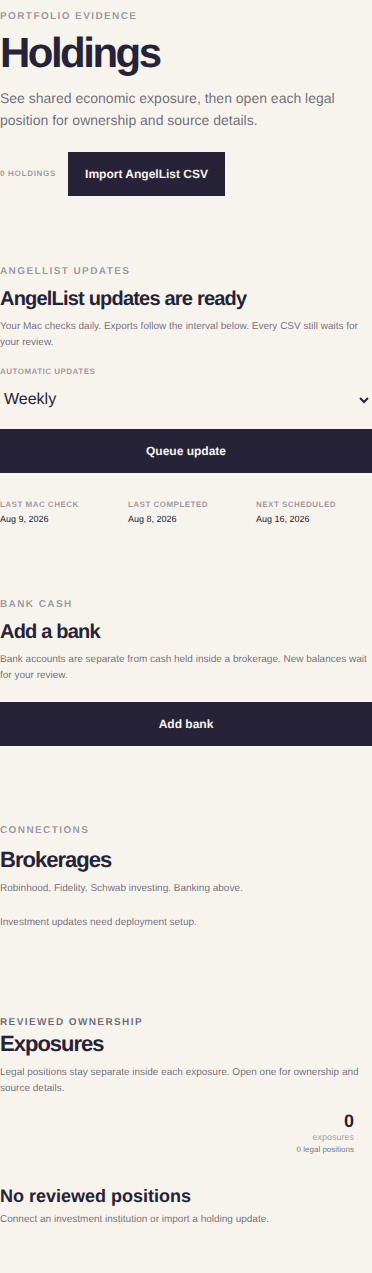 PORTFOLIO EVIDENCE
Holdings
See shared economic exposure, then open each legal
position for ownership and source details.
0 HOLDINGS
Import AngelList CSV
ANGELLIST UPDATES
AngelList updates are ready
Your Mac checks daily. Exports follow the interval below. Every CSV still waits for
your review.
AUTOMATIC UPDATES
Weekly
Queue update
LAST MAC CHECK
Aug 9, 2026
LAST COMPLETED
Aug 8, 2026
NEXT SCHEDULED
Aug 16, 2026
BANK CASH
Add a bank
Bank accounts are separate from cash held inside a brokerage. New balances wait
for your review.
Add bank
CONNECTIONS
Brokerages
Robinhood, Fidelity, Schwab investing. Banking above.
Investment updates need deployment setup.
REVIEWED OWNERSHIP
Exposures
Legal positions stay separate inside each exposure. Open one for ownership and
source details.
0
exposures
0 legal positions
No reviewed positions
Connect an investment institution or import a holding update.